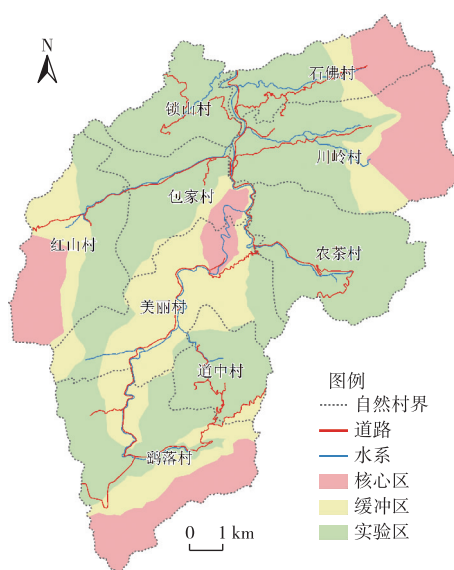 N
石佛村
锁山村
川岭村
包家村
农茶村
红山村
美丽村
道中村
鹞落村
图例
自然村界
道路
水系
核心区
缓冲区
实验区
0 1 km